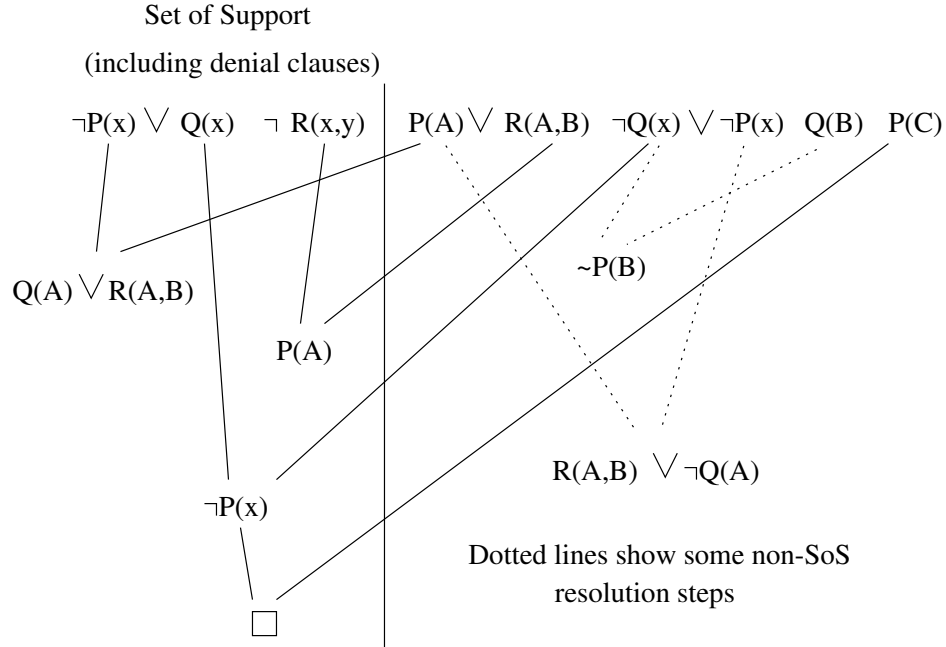 Set of Support
(including denial clauses)
¬P(x) ∨ Q(x) ¬ R(x,y) P(A) ∨ R(A,B) ¬Q(x) ∨ ¬P(x) Q(B) P(C)
~P(B)
Q(A) ∨ R(A,B)
P(A)
R(A,B) ∨ ¬Q(A)
¬P(x)
Dotted lines show some non-SoS
resolution steps